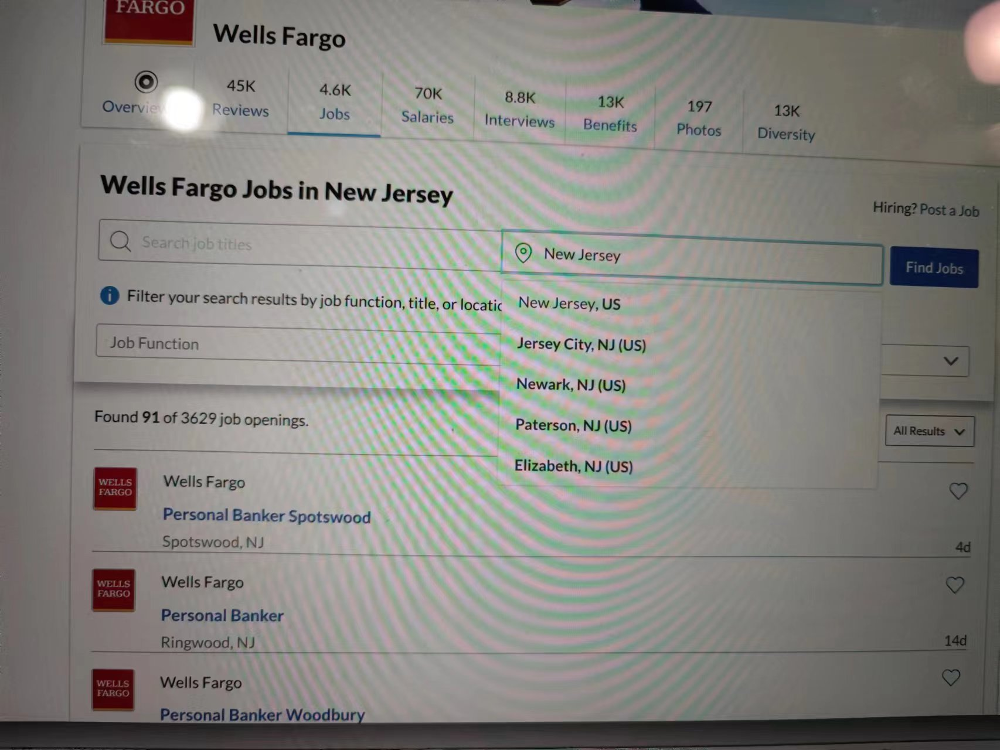 FARGO
Wells Fargo
Overview
45K
Reviews
4.6K
Jobs
70K
Salaries
8.8K
Interviews
13K
Benefits
197
Photos
13K
Diversity
Wells Fargo Jobs in New Jersey
Hiring? Post a Job
Search job titles
New Jersey
Find Jobs
Filter your search results by job function, title, or locatio
New Jersey, US
Jersey City, NJ (US)
Job Function
Newark, NJ (US)
Paterson, NJ (US)
Elizabeth, NJ (US)
Found 91 of 3629 job openings.
All Results
WELLS
FARGO
Wells Fargo
Personal Banker Spotswood
Spotswood, NJ
4d
WELLS
FARGO
Wells Fargo
Personal Banker
Ringwood, NJ
14d
WELLS
FARGO
Wells Fargo
Personal Banker Woodbury